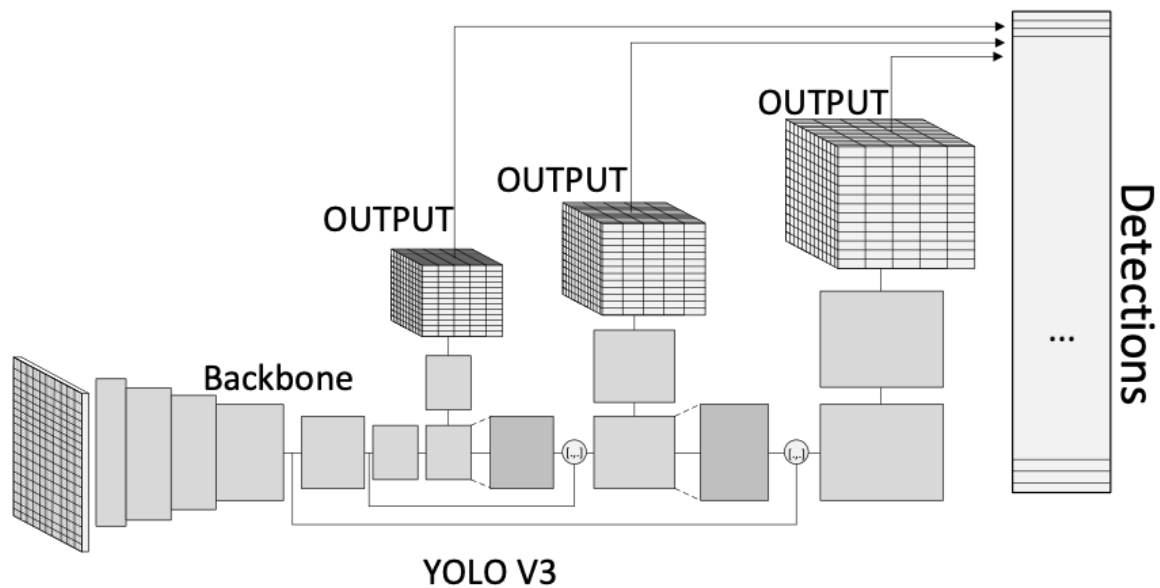 OUTPUT
OUTPUT
OUTPUT
Backbone
[.,.]
[.,.]
...
Detections
YOLO V3